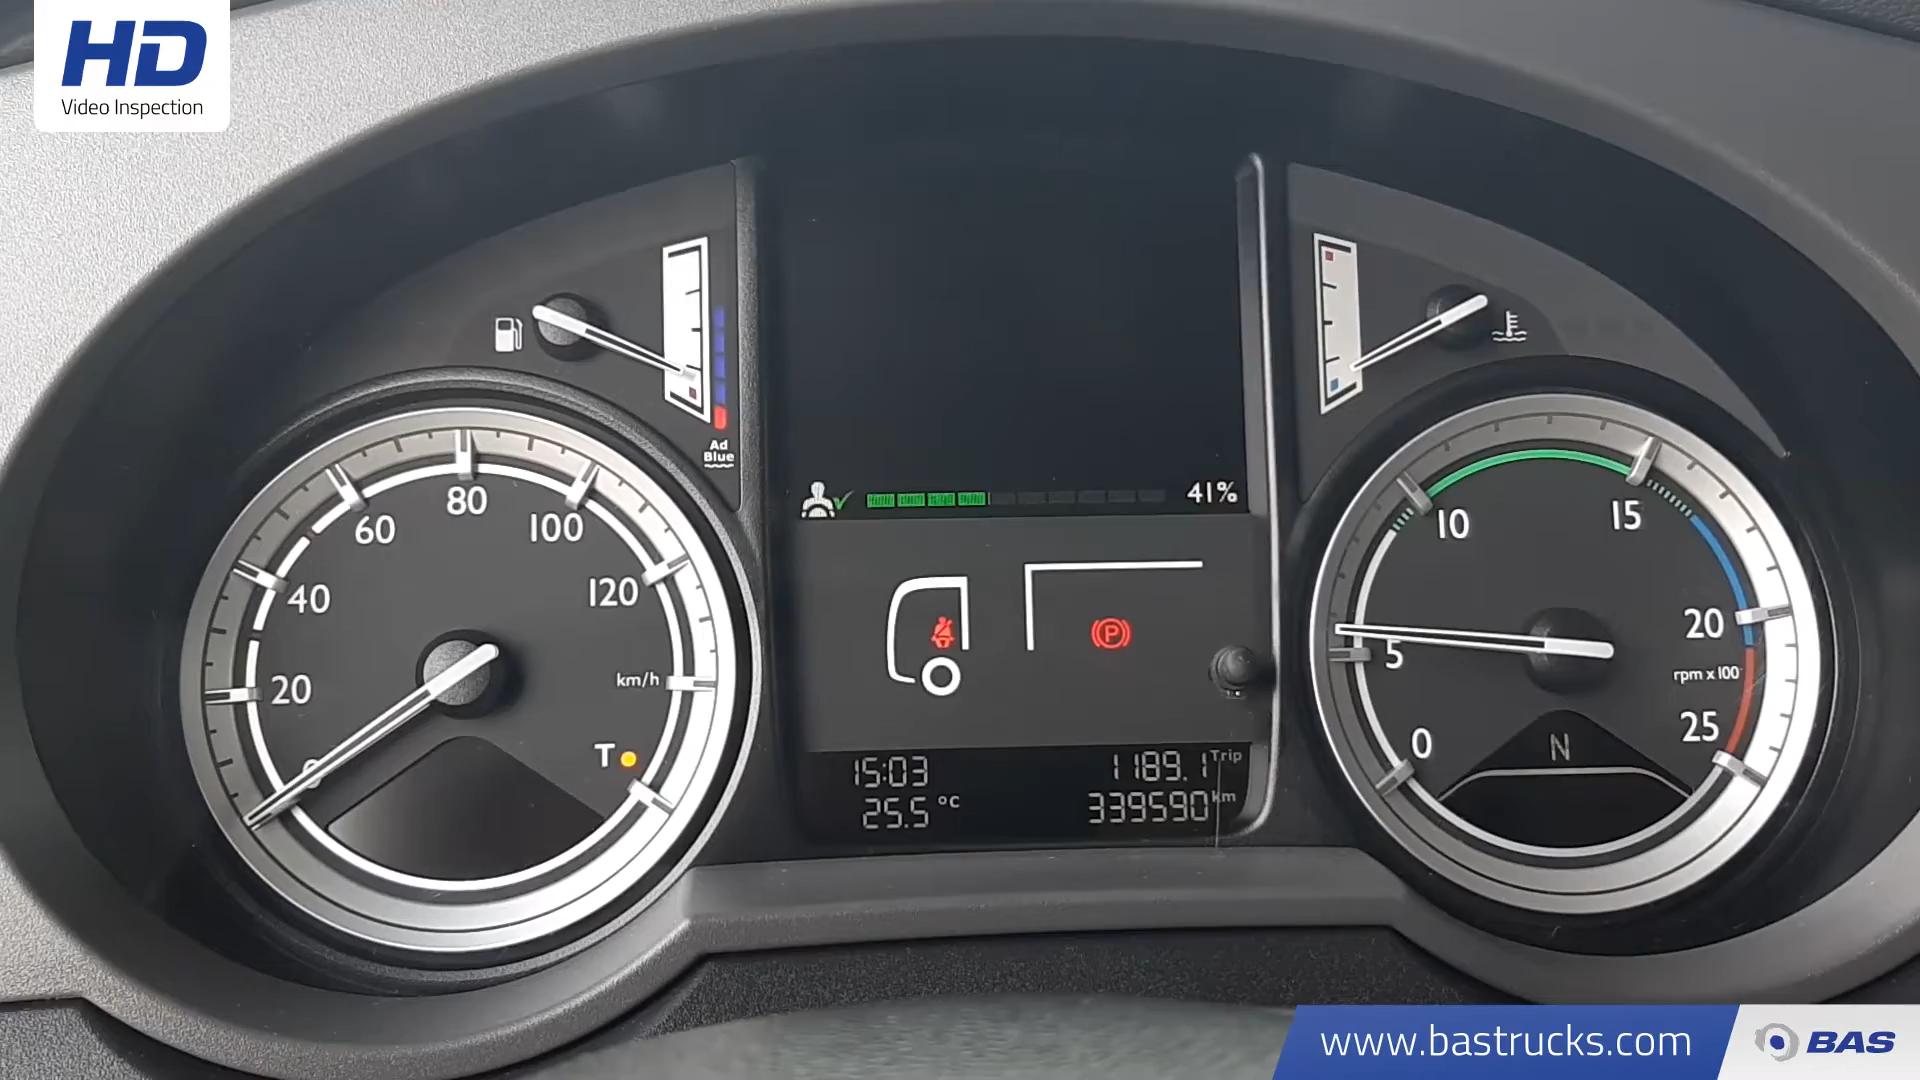 HD
Video Inspection
Ad
Blue
41%
0
20
40
60
80
100
120
km/h
T
P
15:03
1189.1 Trip
25.5 °C
339590 km
0
5
10
15
20
25
rpm x 100
N
www.bastrucks.com
BAS